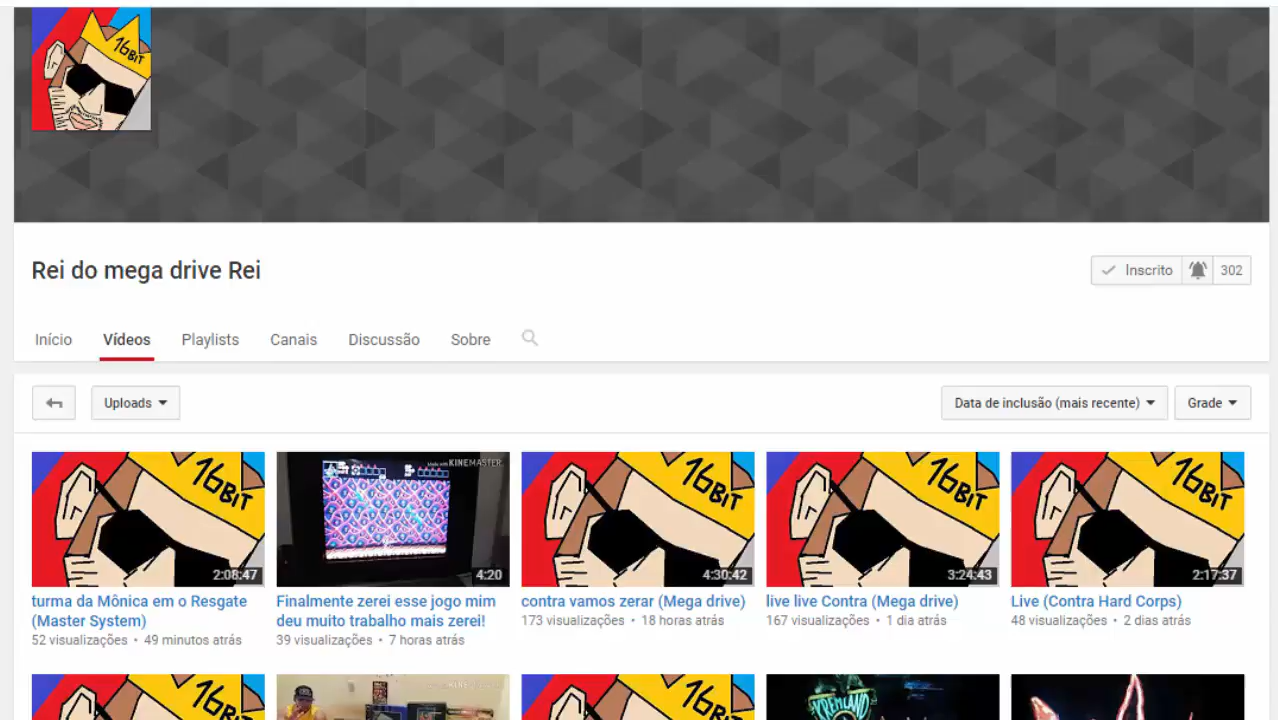 16BIT
Rei do mega drive Rei
Inscrito 302
Início Vídeos Playlists Canais Discussão Sobre
Uploads Data de inclusão (mais recente) Grade
16BIT Made with KINEMASTER 16BIT 16BIT 16BIT
2:08:47 4:20 4:30:42 3:24:43 2:17:37
turma da Mônica em o Resgate Finalmente zerei esse jogo mim contra vamos zerar (Mega drive) live live Contra (Mega drive) Live (Contra Hard Corps)
(Master System) deu muito trabalho mais zerei! 173 visualizações • 18 horas atrás 167 visualizações • 1 dia atrás 48 visualizações • 2 dias atrás
52 visualizações • 49 minutos atrás 39 visualizações • 7 horas atrás
16BIT 16BIT